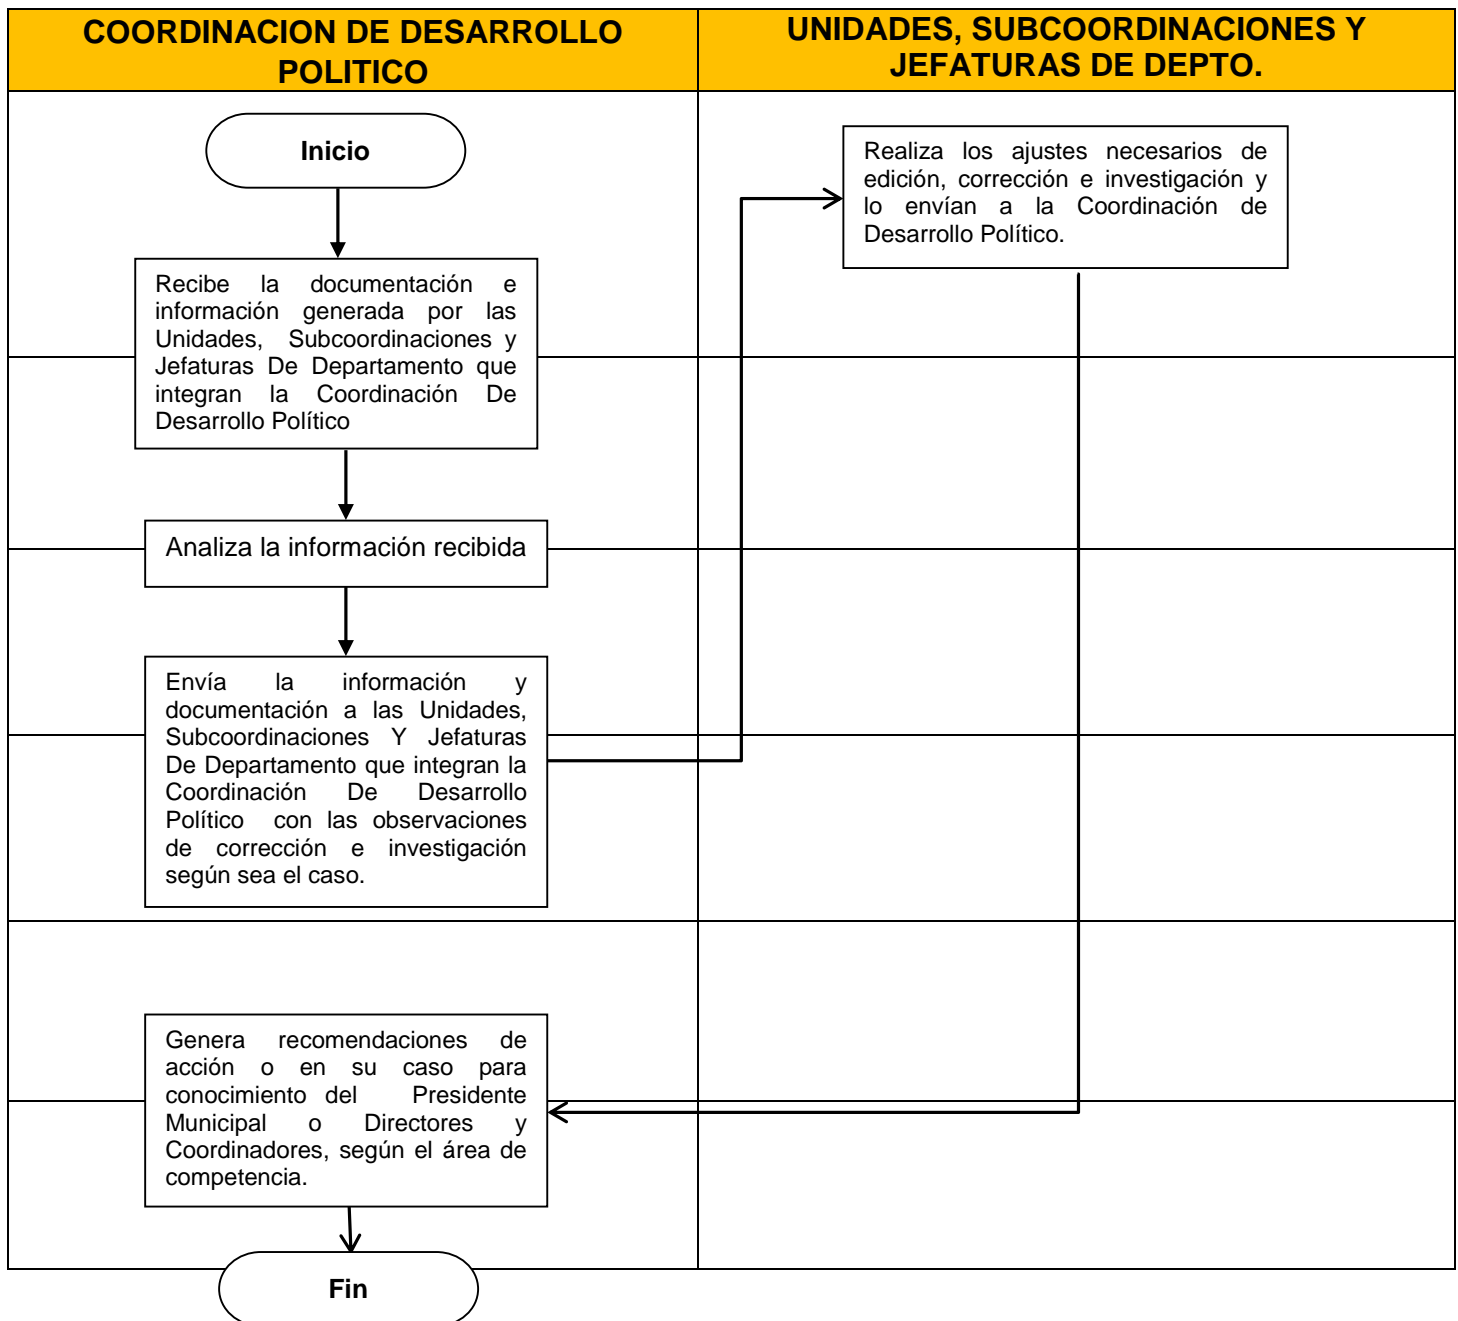 COORDINACION DE DESARROLLO
POLITICO
UNIDADES, SUBCOORDINACIONES Y
JEFATURAS DE DEPTO.
Inicio
Recibe la documentación e
información generada por las
Unidades, Subcoordinaciones y
Jefaturas De Departamento que
integran la Coordinación De
Desarrollo Político
Analiza la información recibida
Envía la información y
documentación a las Unidades,
Subcoordinaciones Y Jefaturas
De Departamento que integran la
Coordinación De Desarrollo
Político con las observaciones
de corrección e investigación
según sea el caso.
Realiza los ajustes necesarios de
edición, corrección e investigación y
lo envían a la Coordinación de
Desarrollo Político.
Genera recomendaciones de
acción o en su caso para
conocimiento del Presidente
Municipal o Directores y
Coordinadores, según el área de
competencia.
Fin